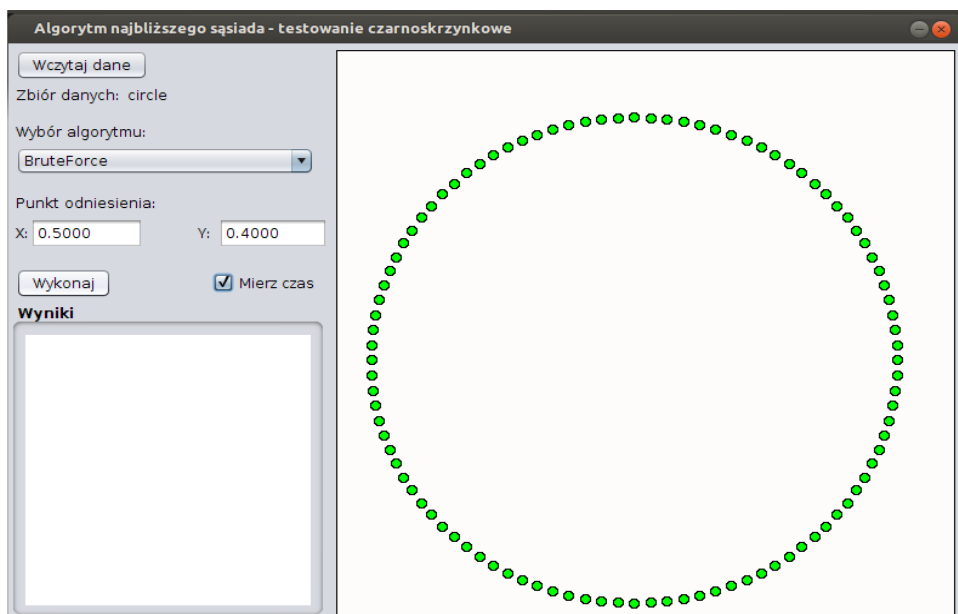 Algorytm najbliższego sąsiada - testowanie czarnoskrzynkowe
Wczytaj dane
Zbiór danych: circle
Wybór algorytmu:
BruteForce
Punkt odniesienia:
X: 0.5000 Y: 0.4000
Wykonaj Mierz czas
Wyniki